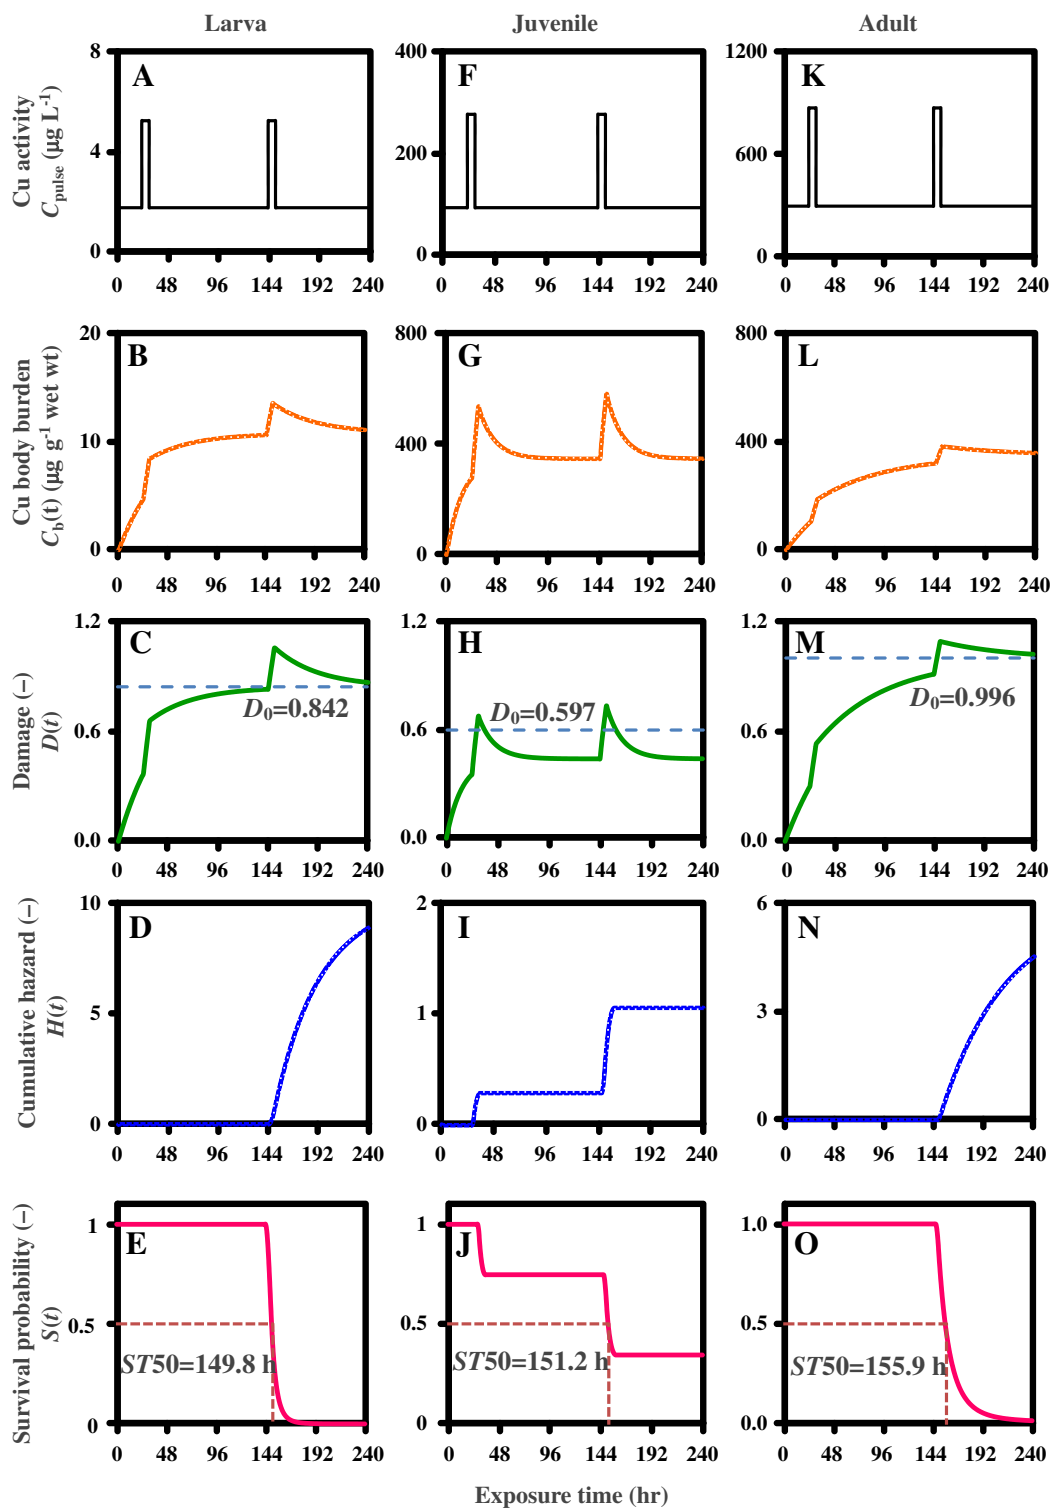 Larva Juvenile Adult
Cu activity
C_pulse (µg L⁻¹)
8
4
0
A
0 48 96 144 192 240
400
200
0
F
0 48 96 144 192 240
1200
600
0
K
0 48 96 144 192 240
Cu body burden
C_b(t) (µg g⁻¹ wet wt)
20
10
0
B
0 48 96 144 192 240
800
400
0
G
0 48 96 144 192 240
800
400
0
L
0 48 96 144 192 240
Damage (–)
D(t)
1.2
0.6
0.0
C
D₀=0.842
0 48 96 144 192 240
1.2
0.6
0.0
H
D₀=0.597
0 48 96 144 192 240
1.2
0.6
0.0
M
D₀=0.996
0 48 96 144 192 240
Cumulative hazard (–)
H(t)
10
5
0
D
0 48 96 144 192 240
2
1
0
I
0 48 96 144 192 240
6
3
0
N
0 48 96 144 192 240
Survival probability (–)
S(t)
1
0.5
0
E
ST50=149.8 h
0 48 96 144 192 240
1
0.5
0
J
ST50=151.2 h
0 48 96 144 192 240
1.0
0.5
0.0
O
ST50=155.9 h
0 48 96 144 192 240
Exposure time (hr)